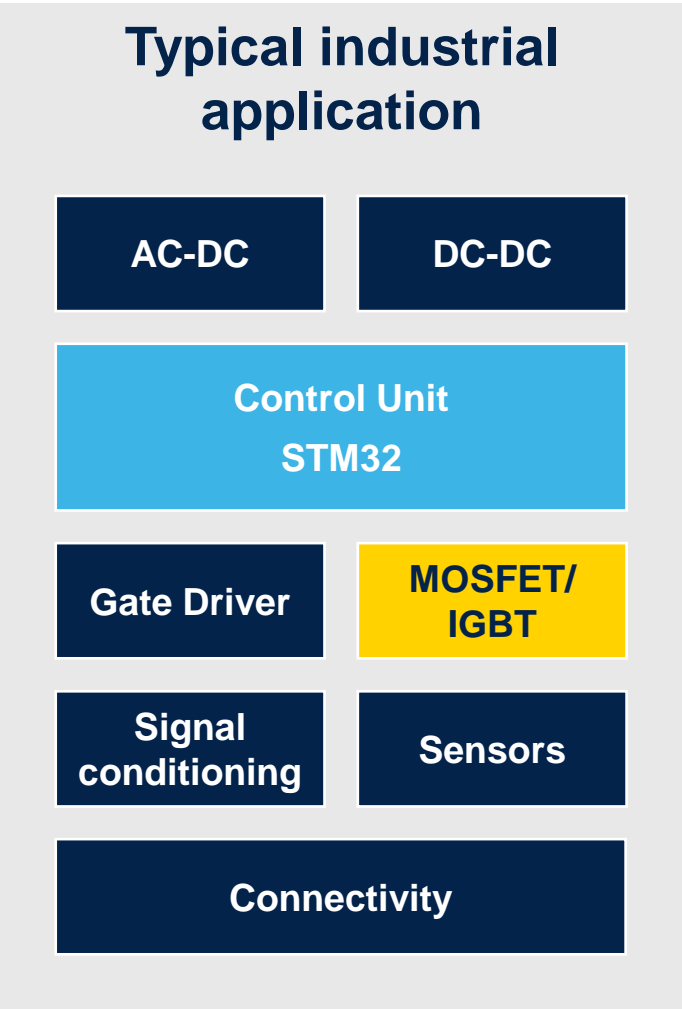 Typical industrial
application
AC-DC
DC-DC
Control Unit
STM32
Gate Driver
MOSFET/
IGBT
Signal
conditioning
Sensors
Connectivity